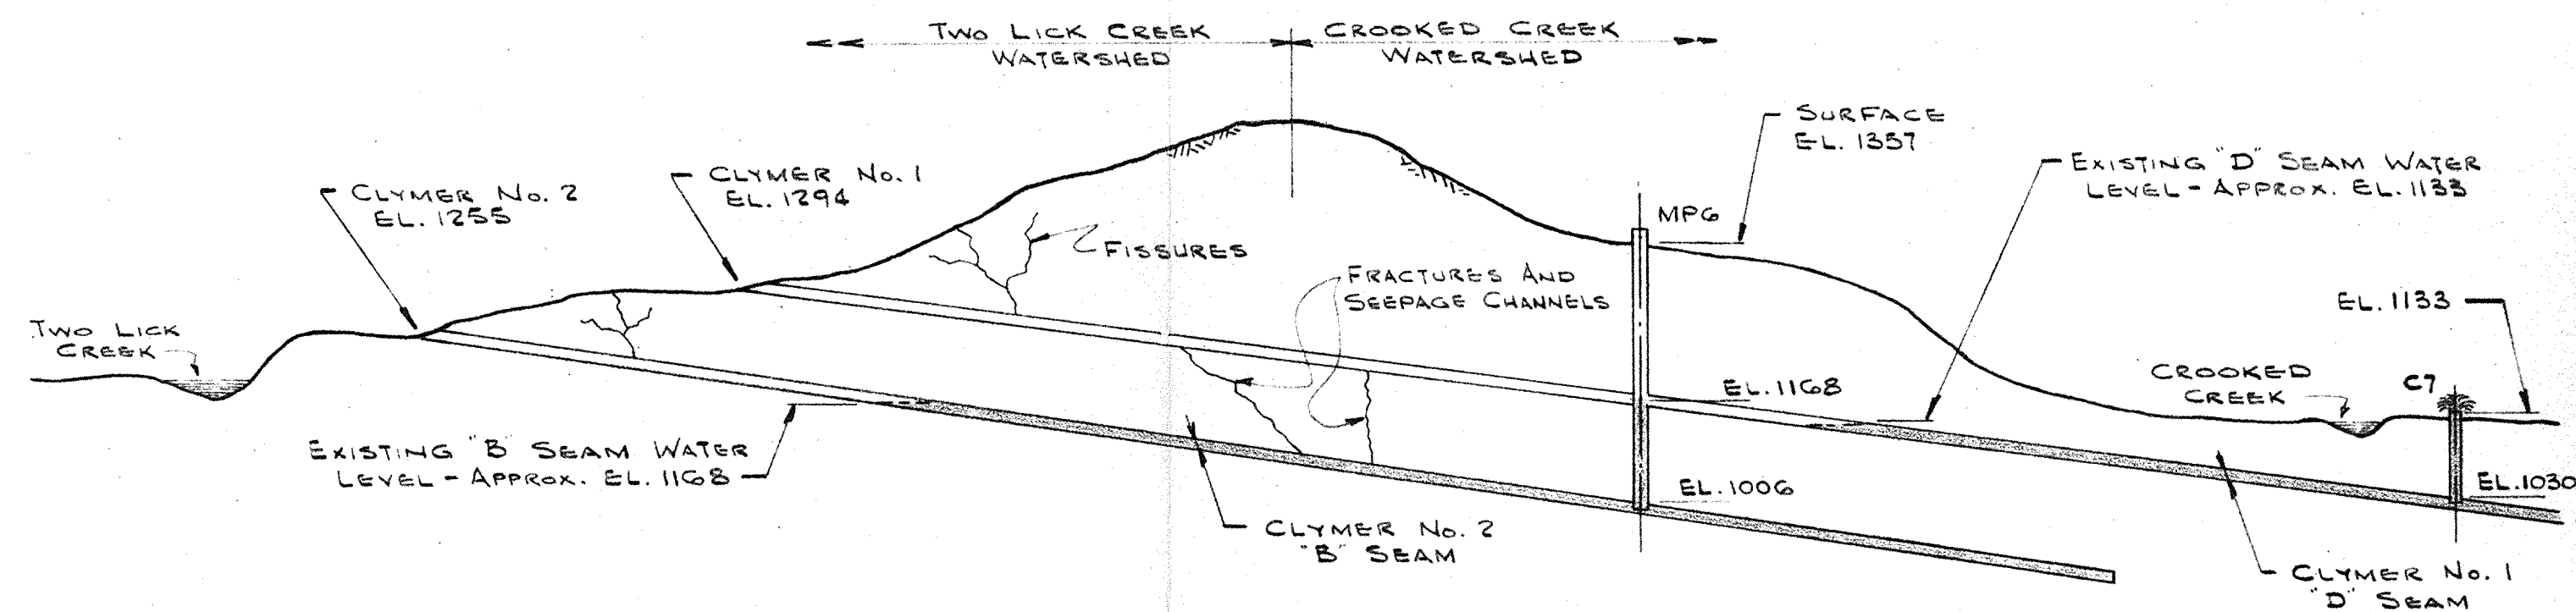 TWO LICK CREEK
WATERSHED
CROOKED CREEK
WATERSHED
SURFACE
EL. 1357
EXISTING "D" SEAM WATER
LEVEL - APPROX. EL. 1133
CLYMER No. 1
EL. 1294
CLYMER No. 2
EL. 1255
MP6
FISSURES
FRACTURES AND
SEEPAGE CHANNELS
EL. 1133
TWO LICK
CREEK
EL. 1168
CROOKED
CREEK
C7
EXISTING "B" SEAM WATER
LEVEL - APPROX. EL. 1168
EL. 1006
EL. 1030
CLYMER No. 2
"B" SEAM
CLYMER No. 1
"D" SEAM